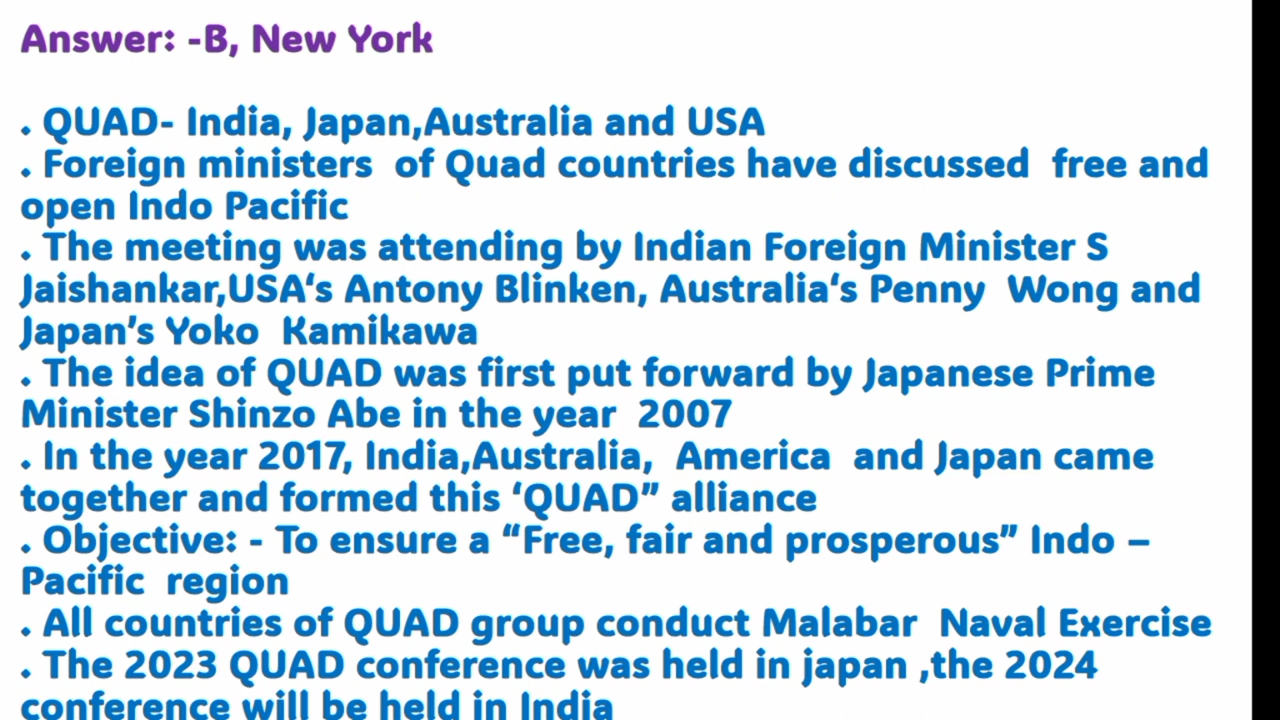 Answer: -B, New York
. QUAD- India, Japan,Australia and USA
. Foreign ministers of Quad countries have discussed free and
open Indo Pacific
. The meeting was attending by Indian Foreign Minister S
Jaishankar,USA‘s Antony Blinken, Australia‘s Penny Wong and
Japan’s Yoko Kamikawa
. The idea of QUAD was first put forward by Japanese Prime
Minister Shinzo Abe in the year 2007
. In the year 2017, India,Australia, America and Japan came
together and formed this ‘QUAD” alliance
. Objective: - To ensure a “Free, fair and prosperous” Indo –
Pacific region
. All countries of QUAD group conduct Malabar Naval Exercise
. The 2023 QUAD conference was held in japan ,the 2024
conference will be held in India